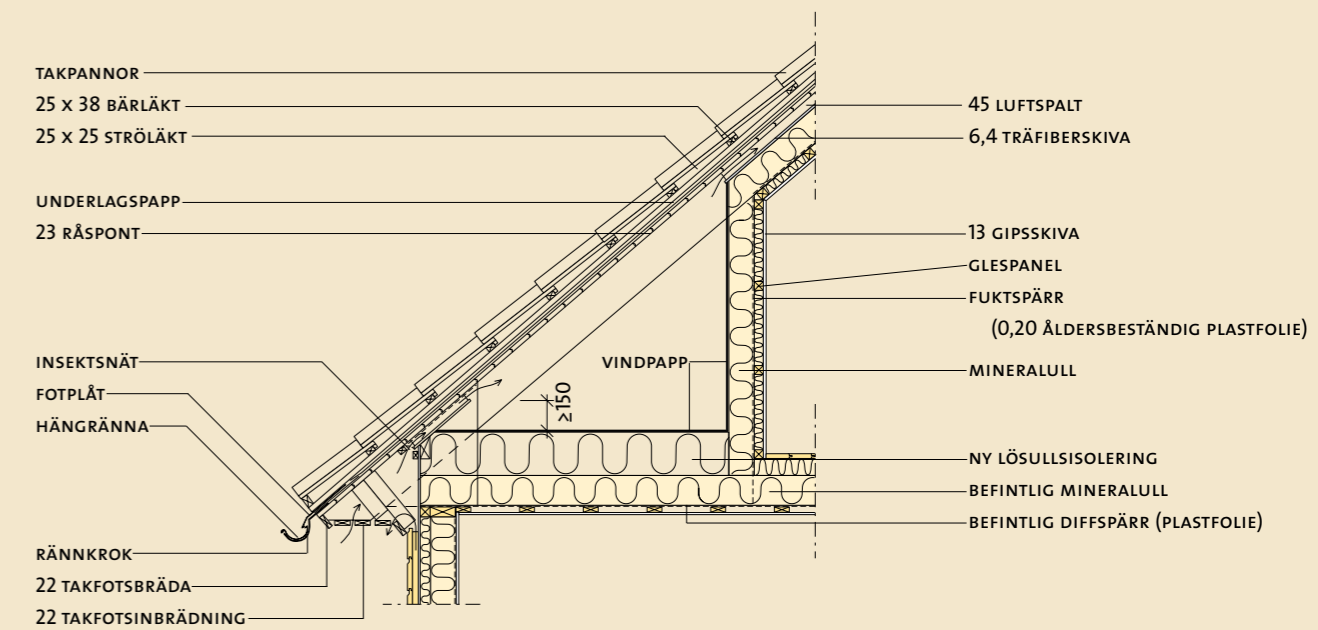 TAKPANNOR
25 x 38 BÄRLÄKT
25 x 25 STRÖLÄKT
UNDERLAGSPAPP
23 RÅSPONT
INSEKTSNÄT
FOTPLÅT
HÄNGRÄNNA
RÄNNKROK
22 TAKFOTSBRÄDA
22 TAKFOTSINBRÄDNING
VINDPAPP
≥150
45 LUFTSPALT
6,4 TRÄFIBERSKIVA
13 GIPSSKIVA
GLESPANEL
FUKTSPÄRR
(0,20 ÅLDERSBESTÄNDIG PLASTFOLIE)
MINERALULL
NY LÖSULLSISOLERING
BEFINTLIG MINERALULL
BEFINTLIG DIFFSPÄRR (PLASTFOLIE)